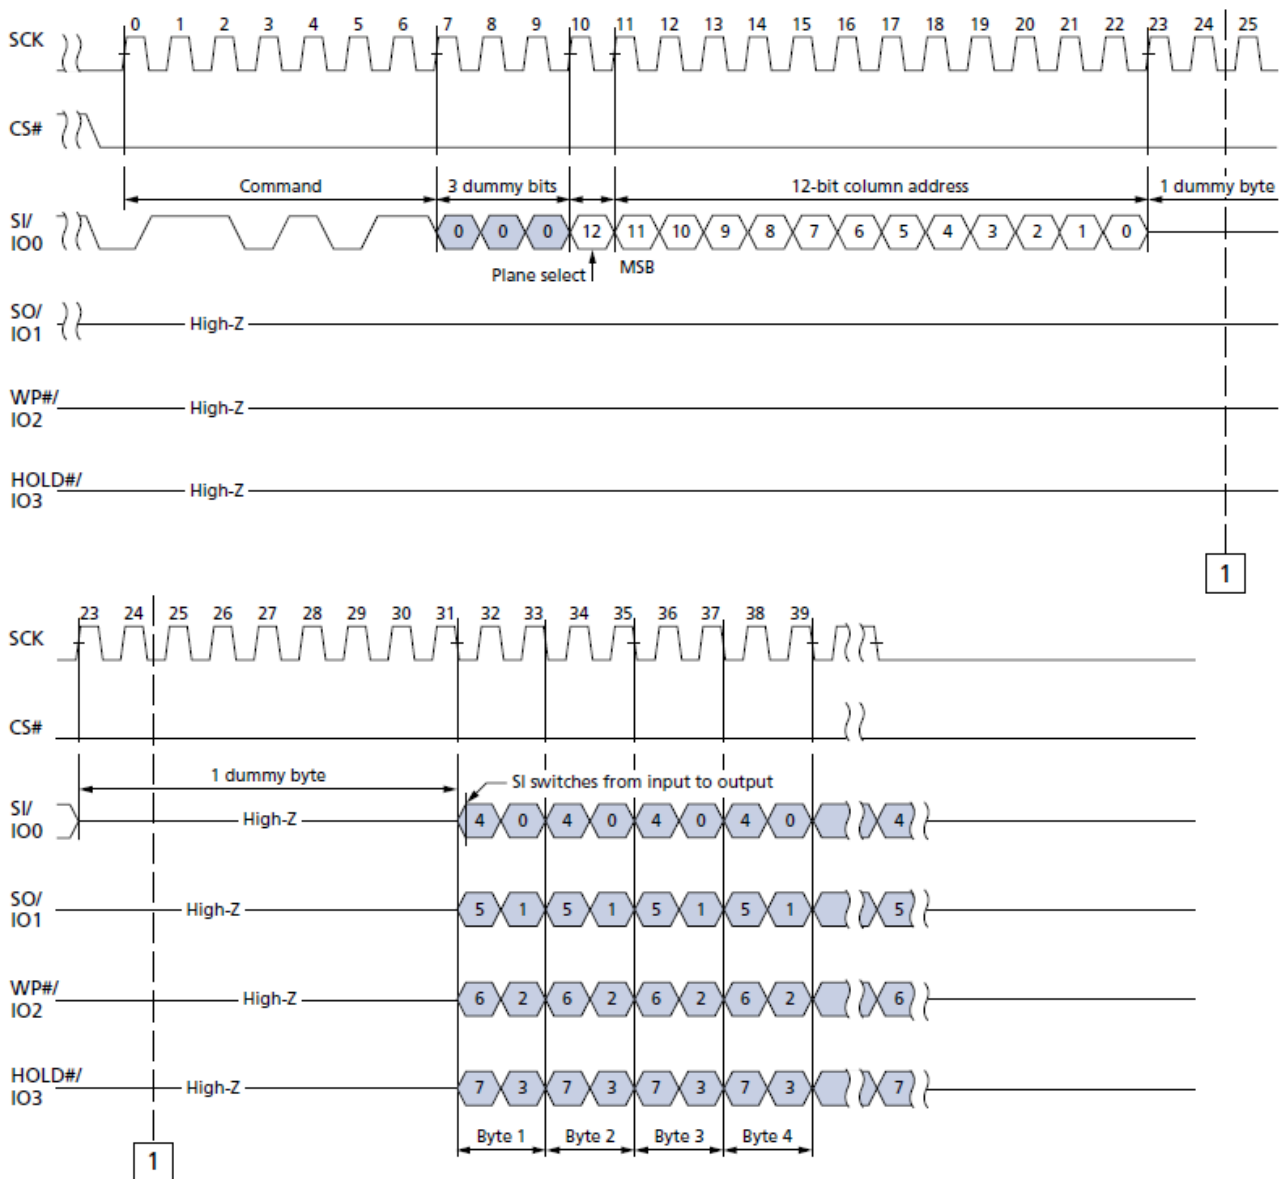 0 1 2 3 4 5 6 7 8 9 10 11 12 13 14 15 16 17 18 19 20 21 22 23 24 25
SCK
CS#
Command 3 dummy bits 12-bit column address 1 dummy byte
SI/
IO0
0 0 0 12 11 10 9 8 7 6 5 4 3 2 1 0
Plane select MSB
SO/
IO1
High-Z
WP#/
IO2
High-Z
HOLD#/
IO3
High-Z
1
23 24 25 26 27 28 29 30 31 32 33 34 35 36 37 38 39
SCK
CS#
1 dummy byte SI switches from input to output
SI/
IO0
High-Z 4 0 4 0 4 0 4 0 4
SO/
IO1
High-Z 5 1 5 1 5 1 5 1 5
WP#/
IO2
High-Z 6 2 6 2 6 2 6 2 6
HOLD#/
IO3
High-Z 7 3 7 3 7 3 7 3 7
Byte 1 Byte 2 Byte 3 Byte 4
1